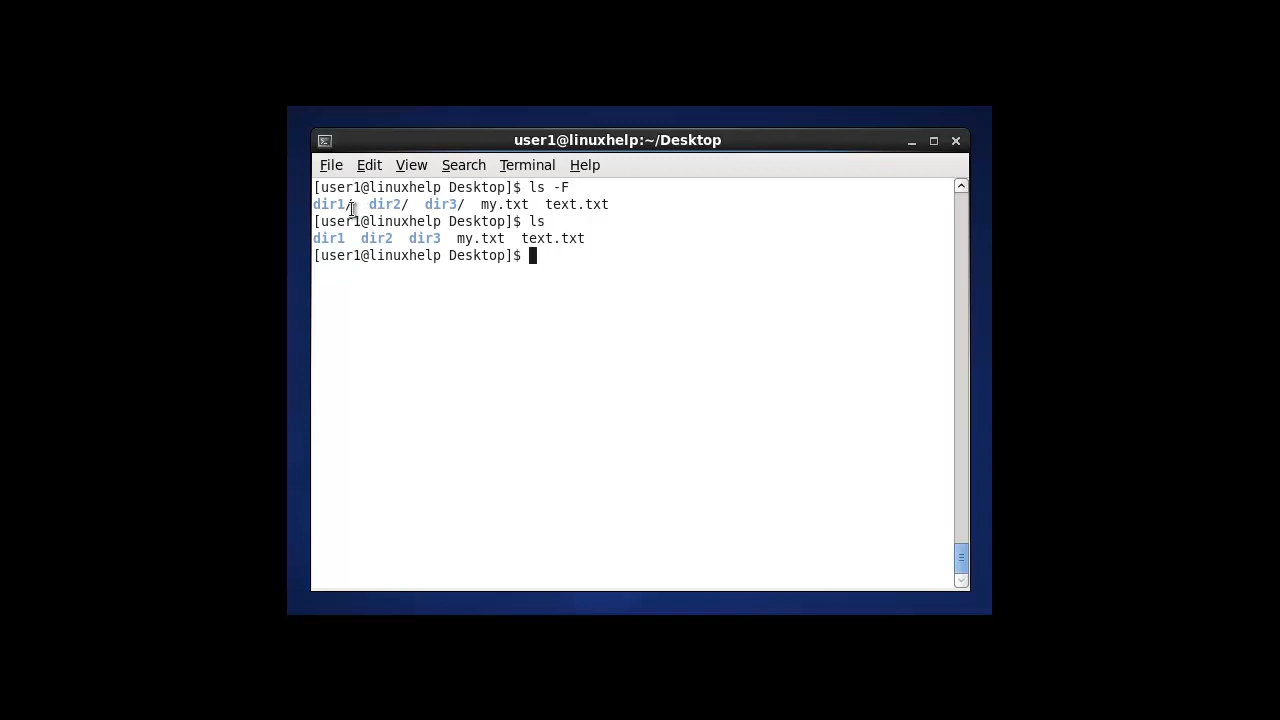 user1@linuxhelp:~/Desktop
File Edit View Search Terminal Help
[user1@linuxhelp Desktop]$ ls -F
dir1/ dir2/ dir3/ my.txt text.txt
[user1@linuxhelp Desktop]$ ls
dir1 dir2 dir3 my.txt text.txt
[user1@linuxhelp Desktop]$